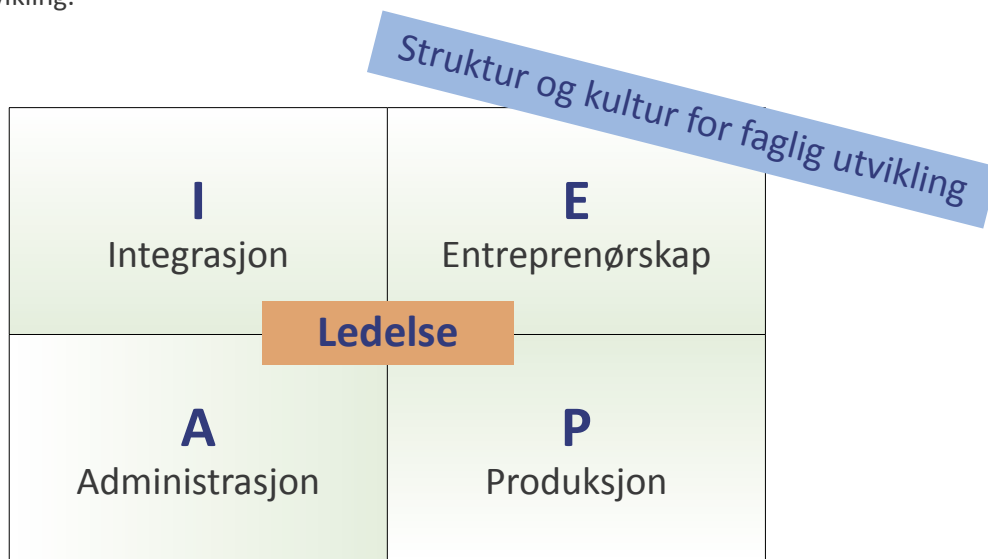 Struktur og kultur for faglig utvikling
I
Integrasjon
E
Entreprenørskap
Ledelse
A
Administrasjon
P
Produksjon